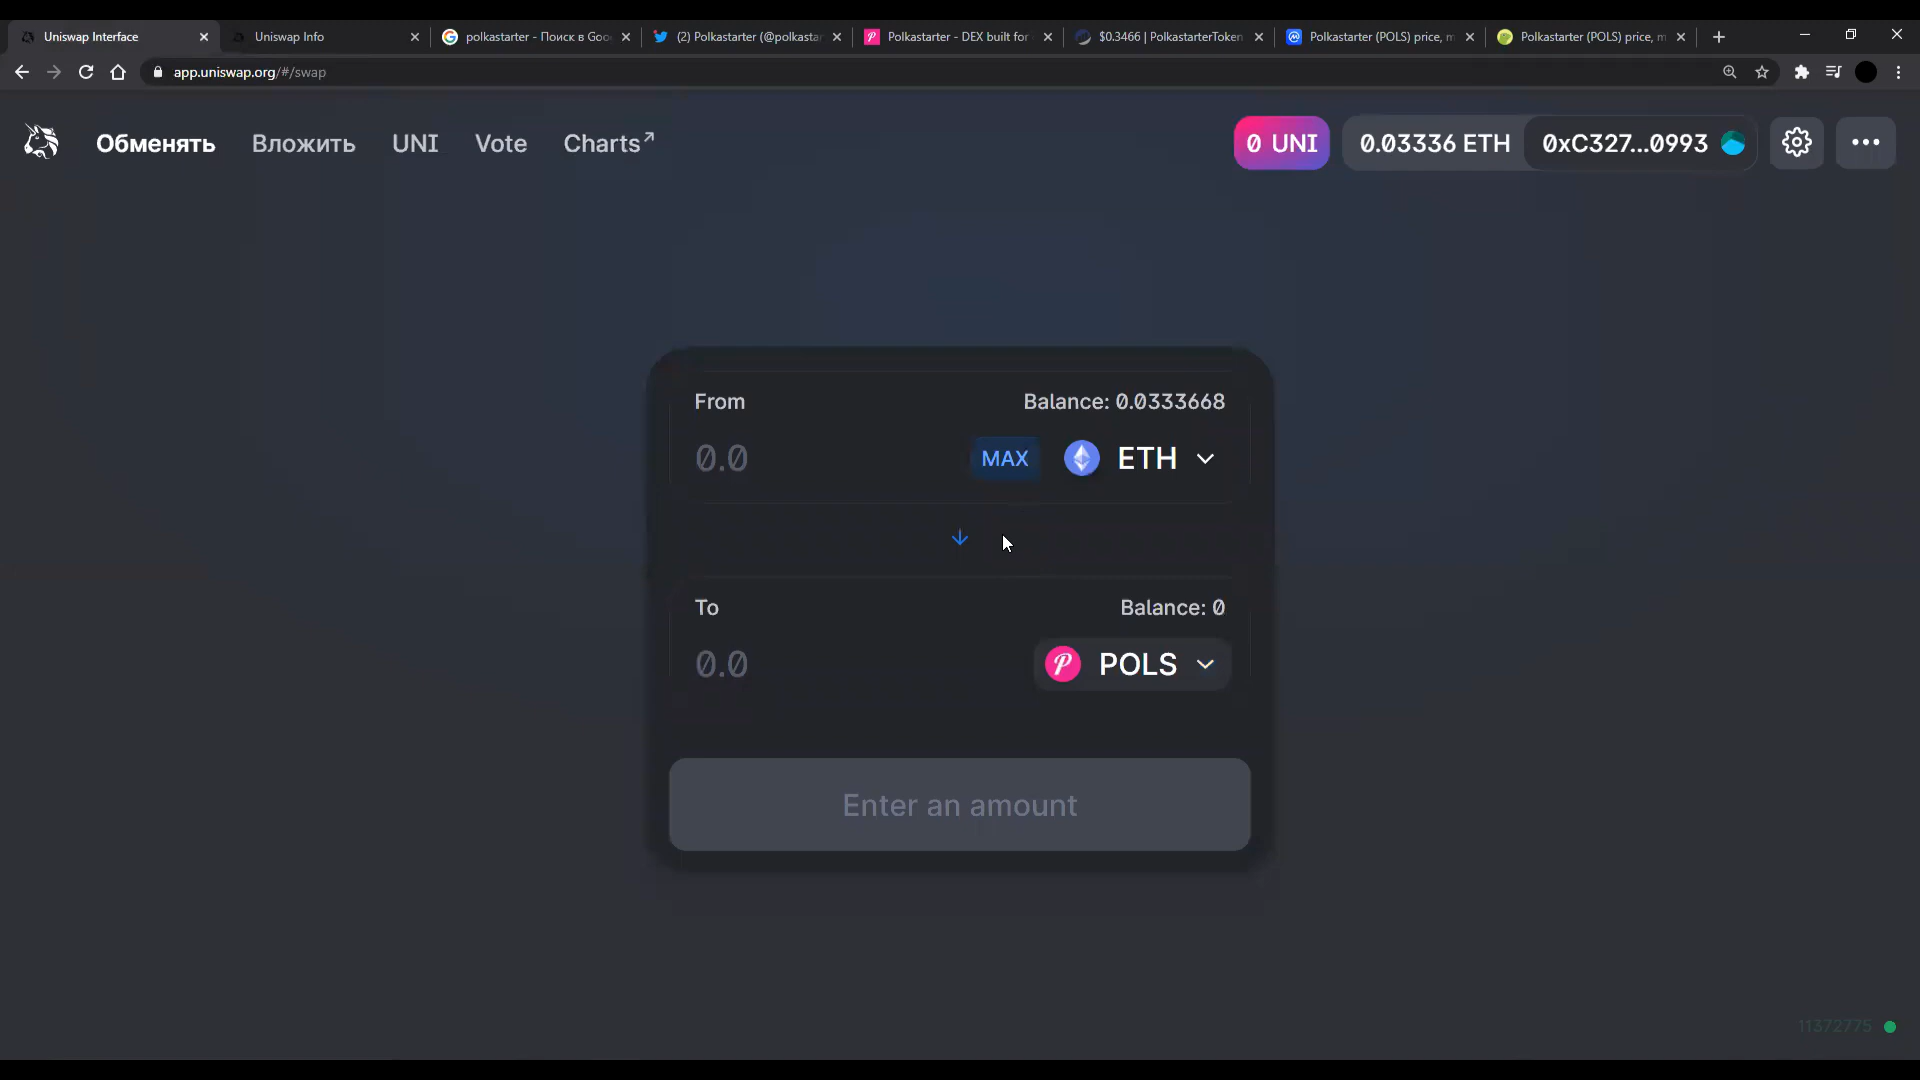 Uniswap Interface
Uniswap Info
polkastarter - Поиск в Goo
(2) Polkastarter (@polkasta
Polkastarter - DEX built for
$0.3466 | PolkastarterToken
Polkastarter (POLS) price, m
Polkastarter (POLS) price, m
app.uniswap.org/#/swap
Обменять
Вложить
UNI
Vote
Charts↗
0 UNI
0.03336 ETH
0xC327...0993
From
Balance: 0.0333668
0.0
MAX
ETH
To
Balance: 0
0.0
POLS
Enter an amount
11372775